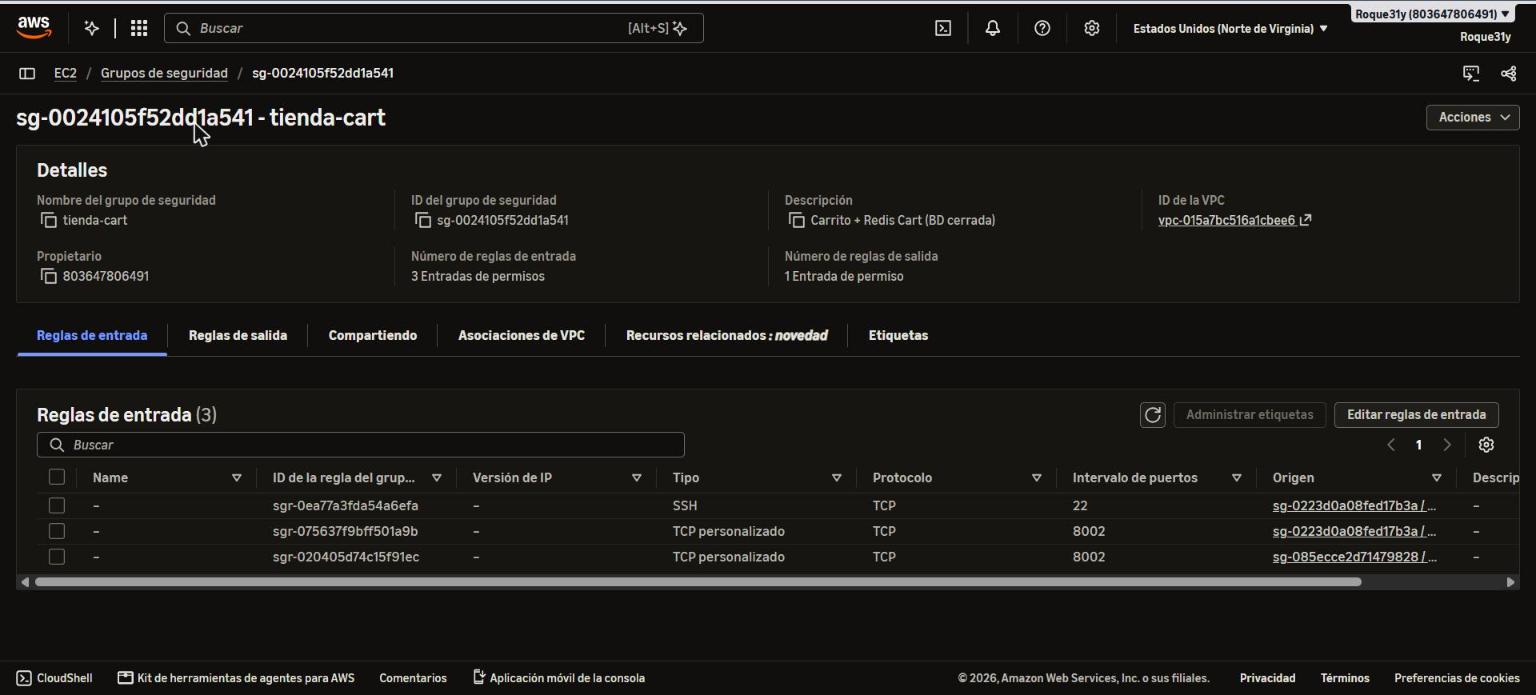 aws
Buscar [Alt+S]
Estados Unidos (Norte de Virginia) ▼
Roque31y (803647806491) ▼
Roque31y
EC2 / Grupos de seguridad / sg-0024105f52dd1a541
sg-0024105f52dd1a541 - tienda-cart
Acciones
Detalles
Nombre del grupo de seguridad
tienda-cart
ID del grupo de seguridad
sg-0024105f52dd1a541
Descripción
Carrito + Redis Cart (BD cerrada)
ID de la VPC
vpc-015a7bc516a1cbee6
Propietario
803647806491
Número de reglas de entrada
3 Entradas de permisos
Número de reglas de salida
1 Entrada de permiso
Reglas de entrada Reglas de salida Compartiendo Asociaciones de VPC Recursos relacionados : novedad Etiquetas
Reglas de entrada (3)
Administrar etiquetas Editar reglas de entrada
Buscar
1
Name ID de la regla del grup... Versión de IP Tipo Protocolo Intervalo de puertos Origen Descrip
– sgr-0ea77a3fda54a6efa – SSH TCP 22 sg-0223d0a08fed17b3a / ... –
– sgr-075637f9bff501a9b – TCP personalizado TCP 8002 sg-0223d0a08fed17b3a / ... –
– sgr-020405d74c15f91ec – TCP personalizado TCP 8002 sg-085ecce2d71479828 / ... –
CloudShell Kit de herramientas de agentes para AWS Comentarios Aplicación móvil de la consola © 2026, Amazon Web Services, Inc. o sus filiales. Privacidad Términos Preferencias de cookies